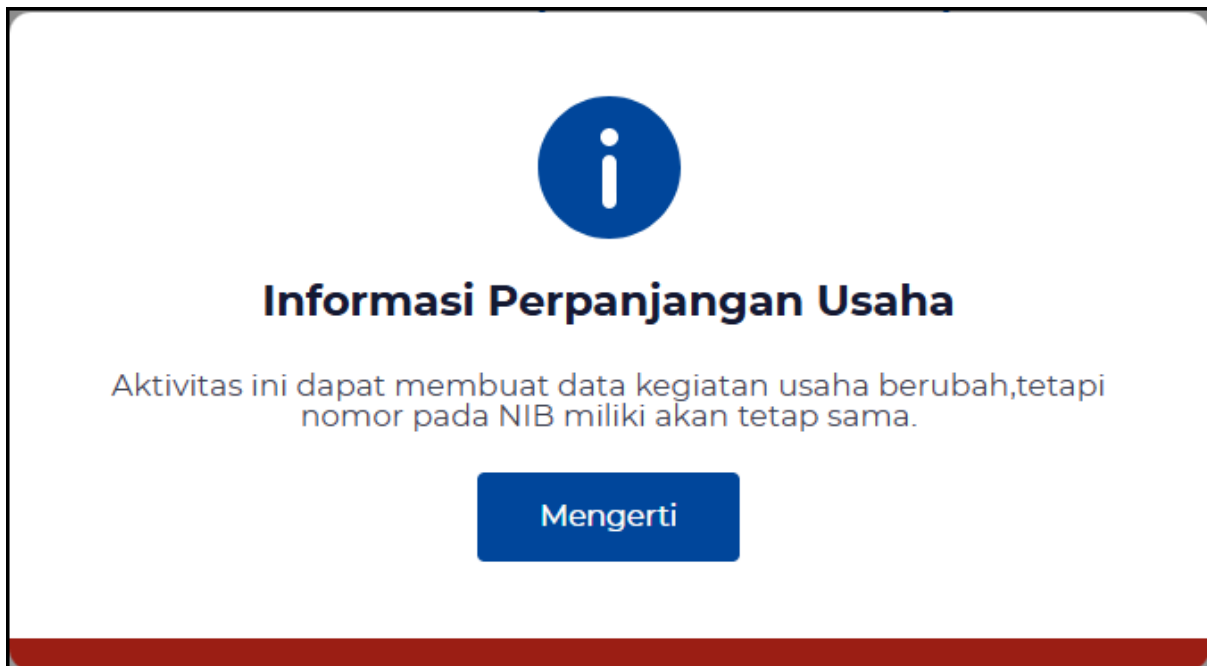 Informasi Perpanjangan Usaha
Aktivitas ini dapat membuat data kegiatan usaha berubah,tetapi
nomor pada NIB miliki akan tetap sama.
Mengerti